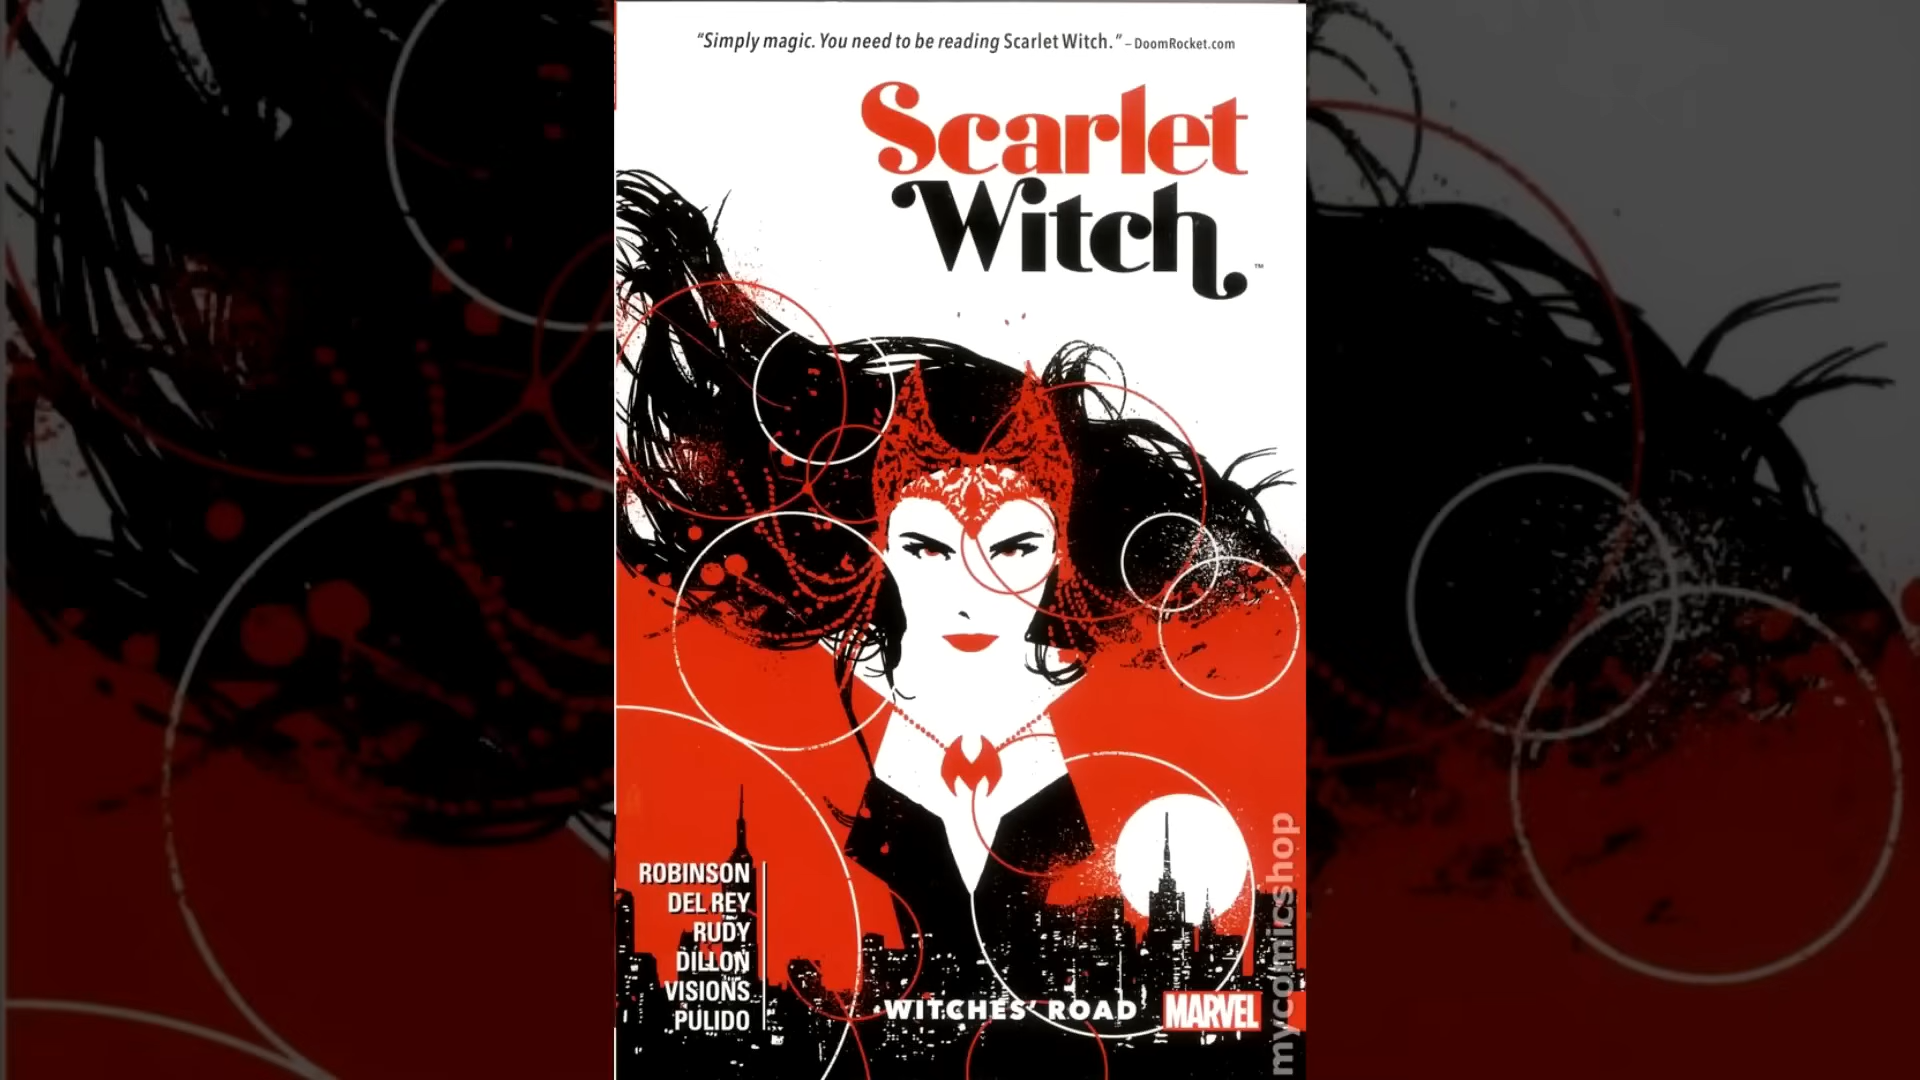 “Simply magic. You need to be reading Scarlet Witch.” – DoomRocket.com
Scarlet
Witch
™
ROBINSON
DEL REY
RUDY
DILLON
VISIONS
PULIDO
WITCHES' ROAD
MARVEL
mycomicshop